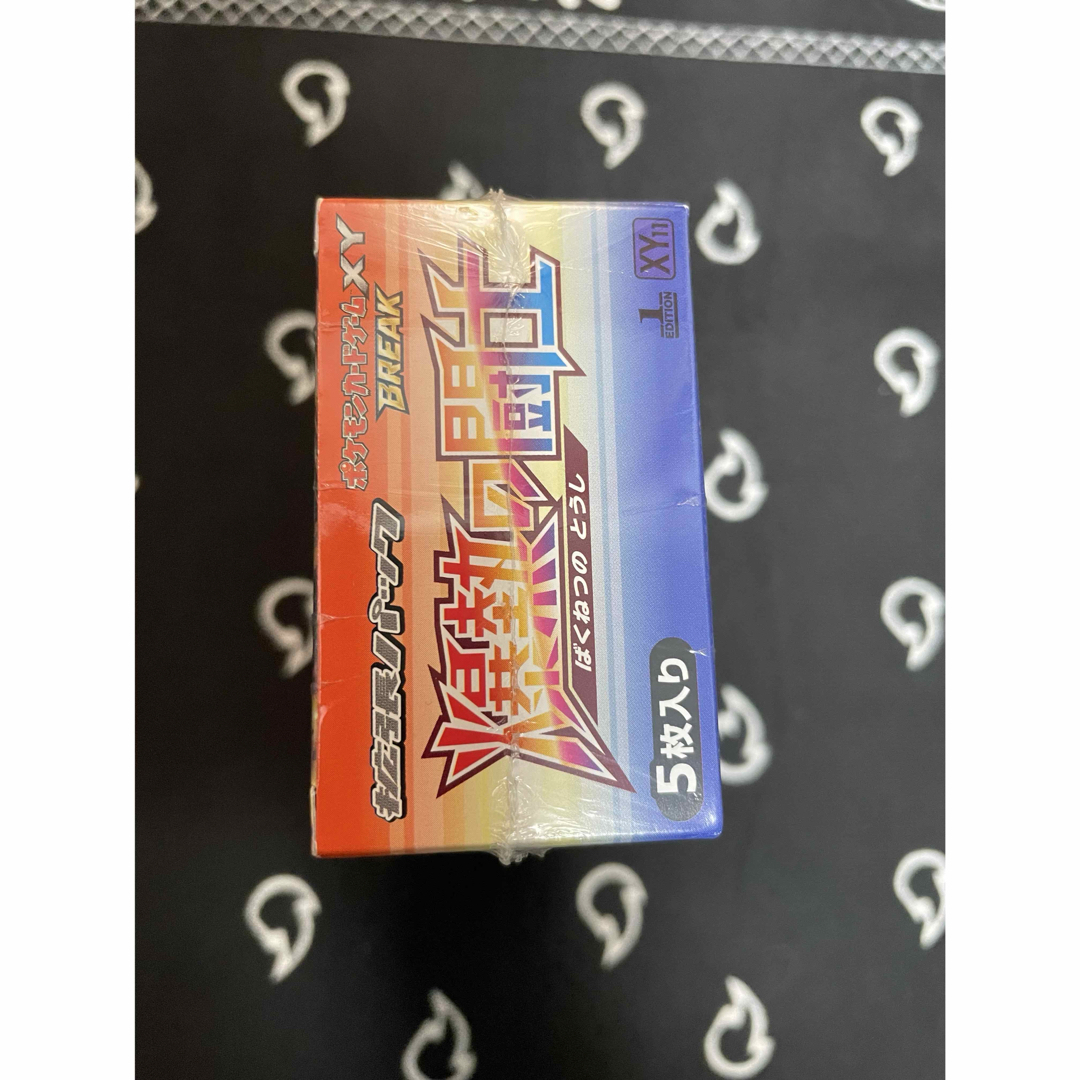 ポケモンカードゲームXY
BREAK
拡張パック
爆熱の闘士
ばくねつの とうし
1
EDITION
XY11
5枚入り